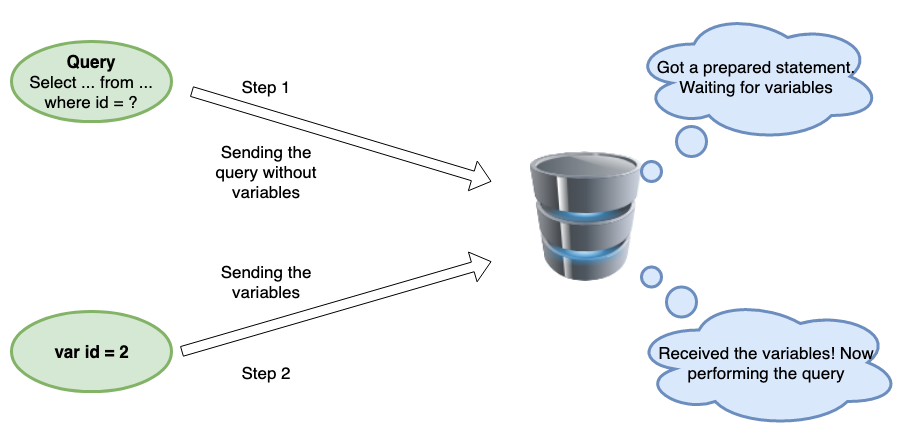 Query
Select ... from ...
where id = ?
Step 1
Sending the
query without
variables
Got a prepared statement.
Waiting for variables
Sending the
variables
var id = 2
Step 2
Received the variables! Now
performing the query